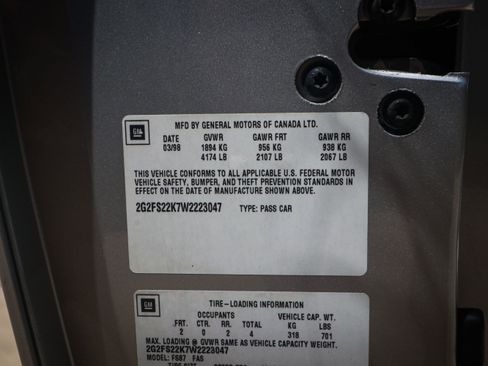 GM
MFD BY GENERAL MOTORS OF CANADA LTD.
DATE GVWR GAWR FRT GAWR RR
03/98 1894 KG 956 KG 938 KG
4174 LB 2107 LB 2067 LB
THIS VEHICLE CONFORMS TO ALL APPLICABLE U.S. FEDERAL MOTOR
VEHICLE SAFETY, BUMPER, AND THEFT PREVENTION STANDARDS IN
EFFECT ON THE DATE OF MANUFACTURE SHOWN ABOVE.
2G2FS22K7W2223047 TYPE: PASS CAR
GM
TIRE-LOADING INFORMATION
OCCUPANTS VEHICLE CAP. WT.
FRT. CTR. RR. TOTAL KG LBS
2 0 2 4 318 701
MAX. LOADING @ GVWR SAME AS VEHICLE CAPACITY WEIGHT.
2G2FS22K7W2223047
MODEL: FS87 FAS